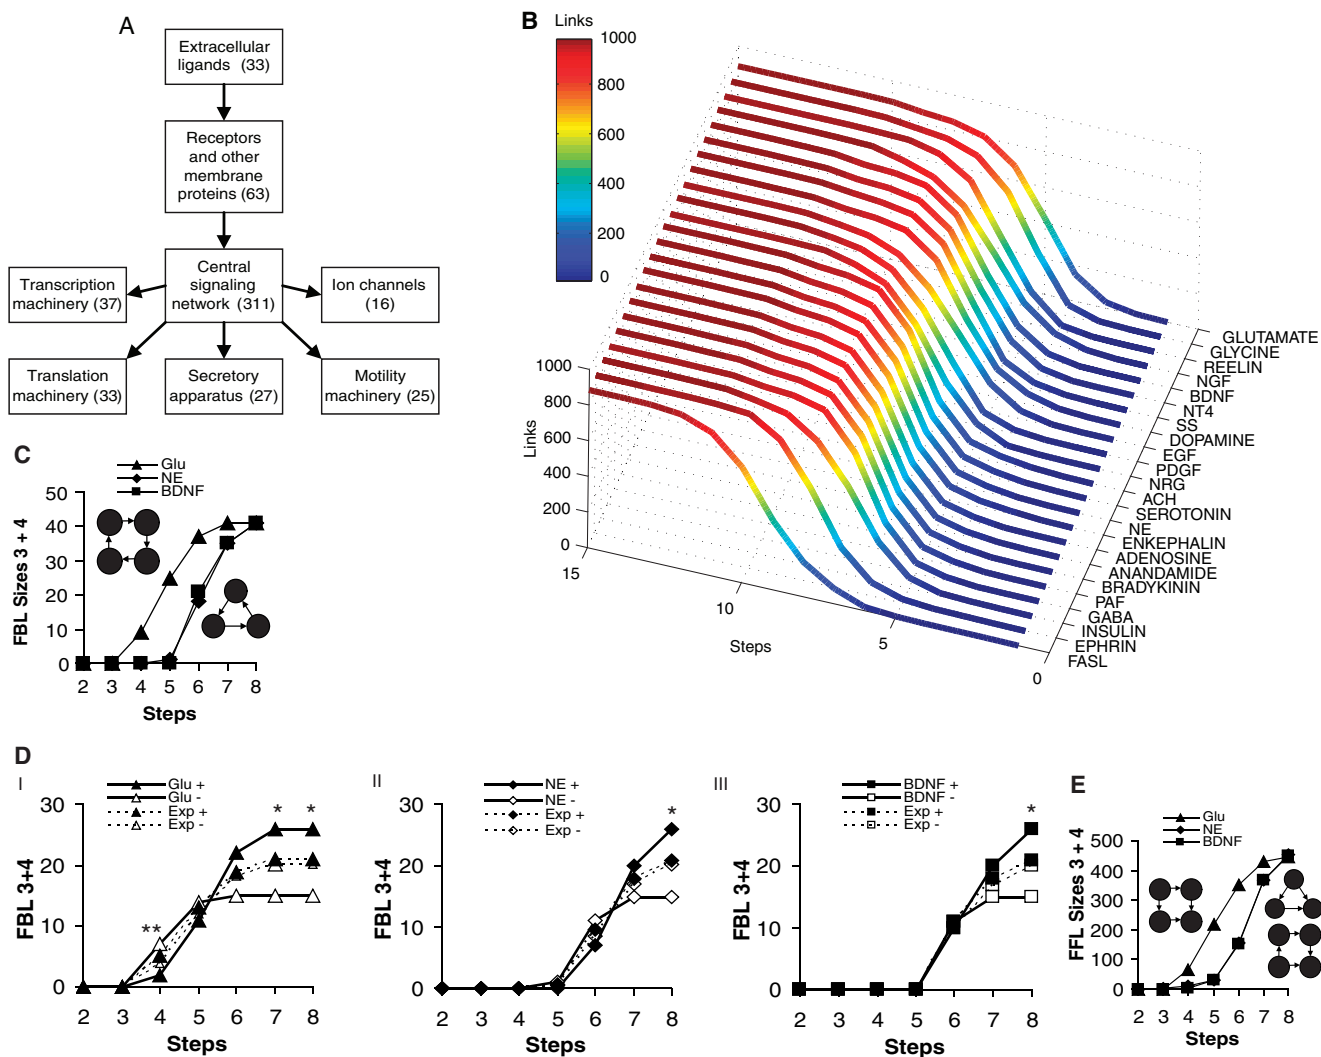 A
Extracellular
ligands (33)
Receptors
and other
membrane
proteins (63)
Transcription
machinery (37)
Central
signaling
network (311)
Ion channels
(16)
Translation
machinery (33)
Secretory
apparatus (27)
Motility
machinery (25)
B
Links
1000
800
600
400
200
0
1000
800
600
400
200
0
Links
15
10
5
0
Steps
GLUTAMATE
GLYCINE
REELIN
NGF
BDNF
NT4
SS
DOPAMINE
EGF
PDGF
NRG
ACH
SEROTONIN
NE
ENKEPHALIN
ADENOSINE
ANANDAMIDE
BRADYKININ
PAF
GABA
INSULIN
EPHRIN
FASL
C
Glu
NE
BDNF
FBL Sizes 3 + 4
50
40
30
20
10
0
2 3 4 5 6 7 8
Steps
D
I
Glu +
Glu -
Exp +
Exp -
FBL 3+4
30
20
10
0
**
*
*
2 3 4 5 6 7 8
Steps
II
NE +
NE -
Exp +
Exp -
FBL 3+4
30
20
10
0
*
2 3 4 5 6 7 8
Steps
III
BDNF +
BDNF -
Exp +
Exp -
FBL 3+4
30
20
10
0
*
2 3 4 5 6 7 8
Steps
E
Glu
NE
BDNF
FFL Sizes 3 + 4
500
400
300
200
100
0
2 3 4 5 6 7 8
Steps